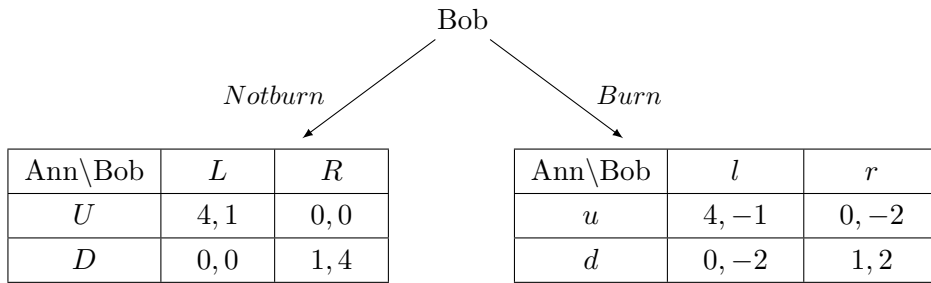 Bob
Notburn Burn
Ann\Bob L R Ann\Bob l r
U 4, 1 0, 0 u 4, −1 0, −2
D 0, 0 1, 4 d 0, −2 1, 2